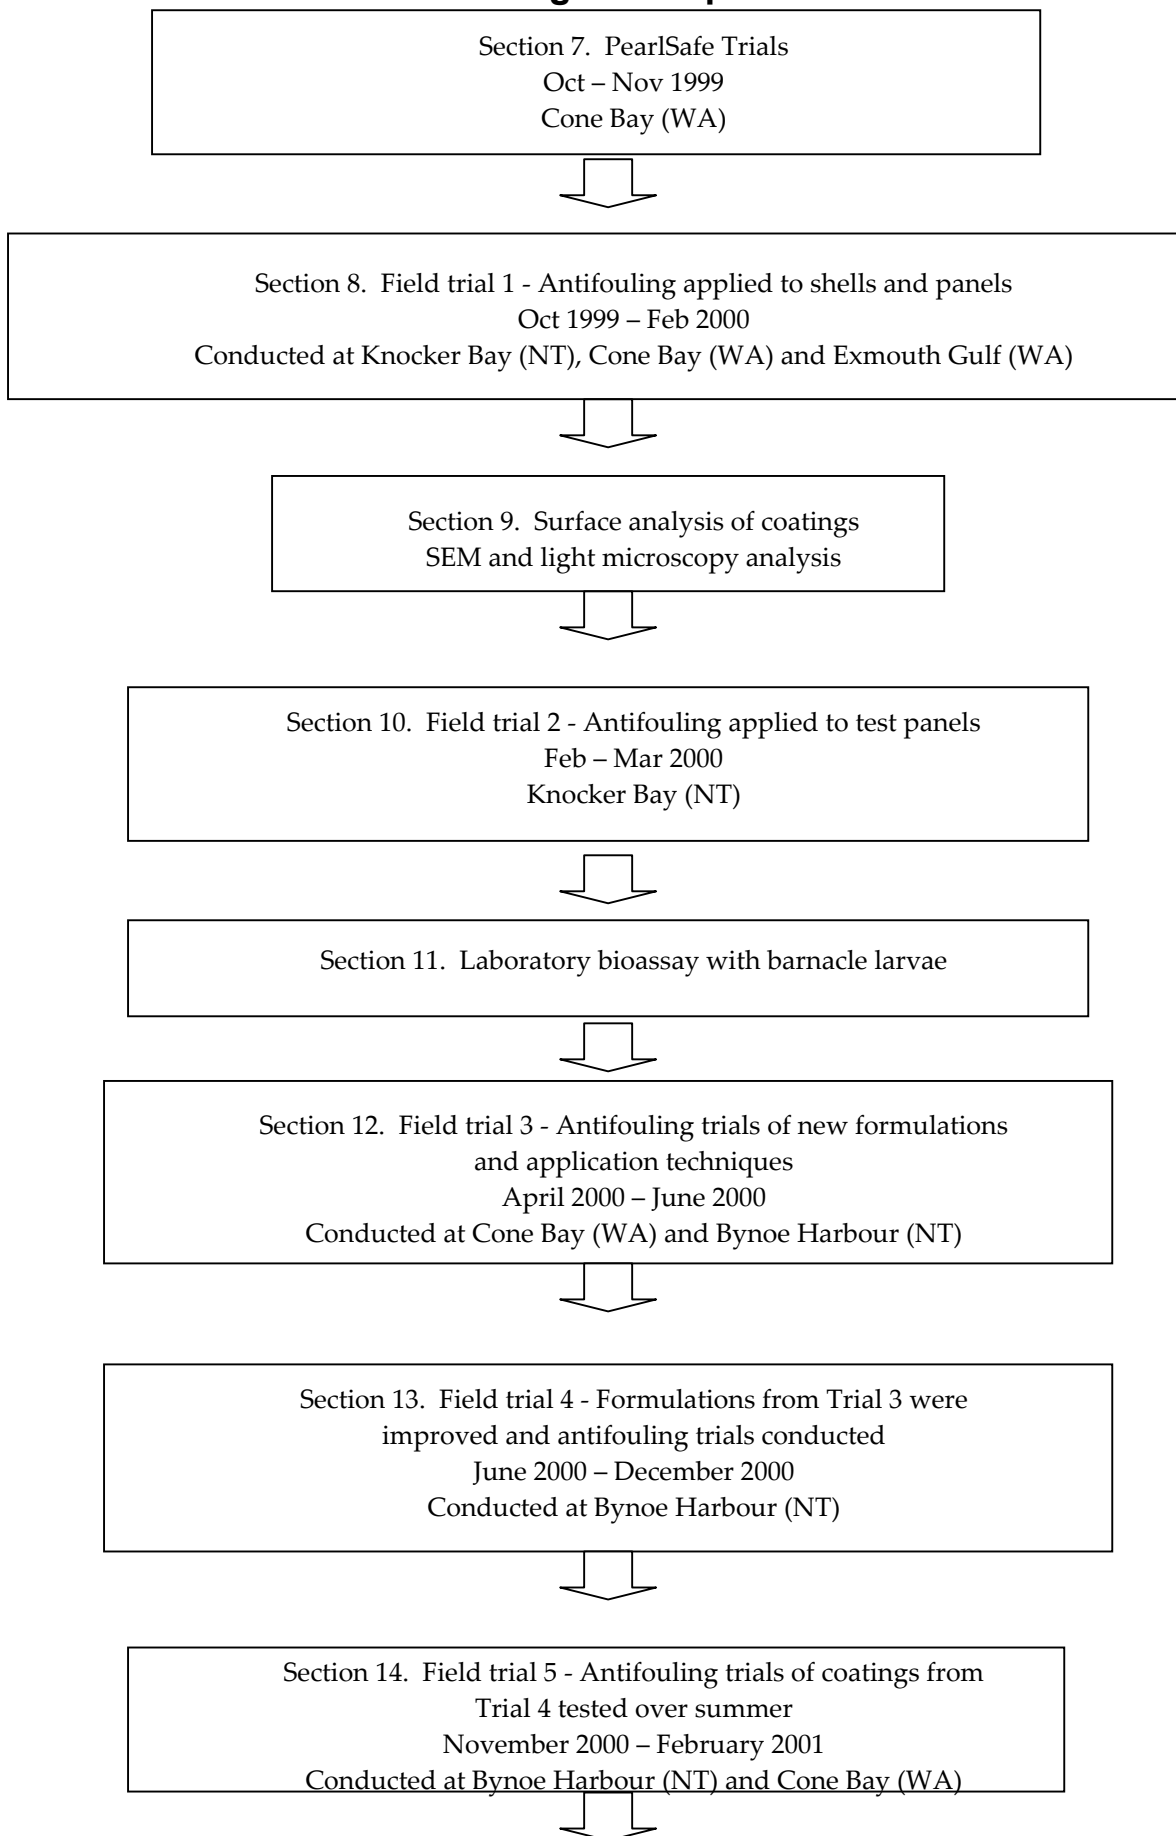 Section 7. PearlSafe Trials
Oct – Nov 1999
Cone Bay (WA)
Section 8. Field trial 1 - Antifouling applied to shells and panels
Oct 1999 – Feb 2000
Conducted at Knocker Bay (NT), Cone Bay (WA) and Exmouth Gulf (WA)
Section 9. Surface analysis of coatings
SEM and light microscopy analysis
Section 10. Field trial 2 - Antifouling applied to test panels
Feb – Mar 2000
Knocker Bay (NT)
Section 11. Laboratory bioassay with barnacle larvae
Section 12. Field trial 3 - Antifouling trials of new formulations
and application techniques
April 2000 – June 2000
Conducted at Cone Bay (WA) and Bynoe Harbour (NT)
Section 13. Field trial 4 - Formulations from Trial 3 were
improved and antifouling trials conducted
June 2000 – December 2000
Conducted at Bynoe Harbour (NT)
Section 14. Field trial 5 - Antifouling trials of coatings from
Trial 4 tested over summer
November 2000 – February 2001
Conducted at Bynoe Harbour (NT) and Cone Bay (WA)